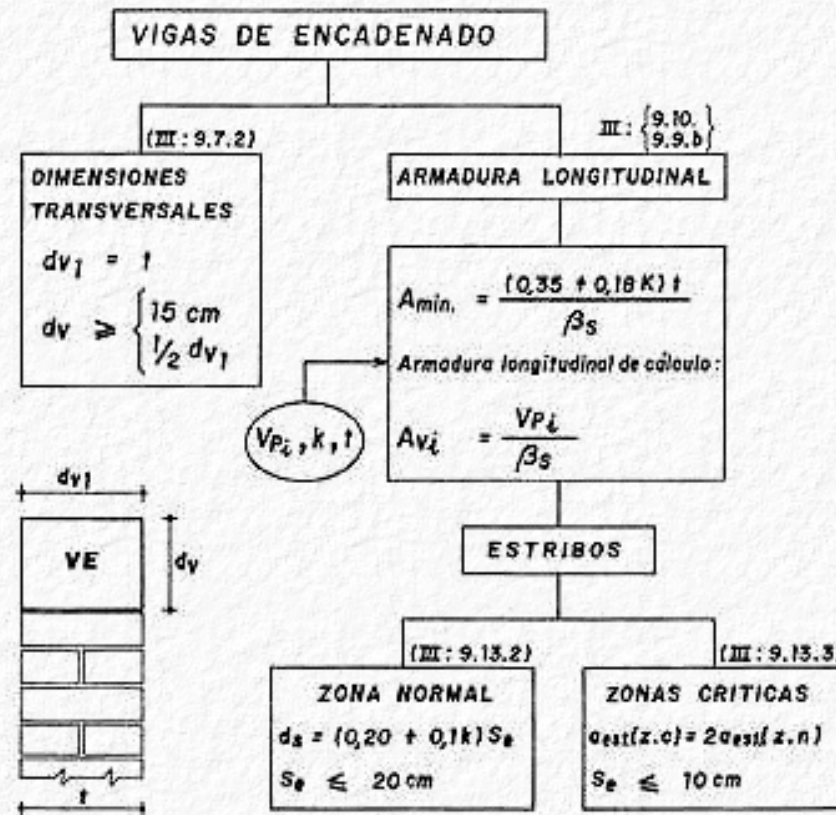 VIGAS DE ENCADENADO
(III: 9.7.2)
DIMENSIONES
TRANSVERSALES
dv1 = t
dv ⩾ { 15 cm
1/2 dv1
III: { 9.10.
9.9.b }
ARMADURA LONGITUDINAL
Amín. = (0,35 + 0,18K) t / βs
Armadura longitudinal de cálculo:
Avi = VPi / βs
VPi, k, t
dv1
VE
dv
t
ESTRIBOS
(III: 9.13.2)
ZONA NORMAL
ds = (0,20 + 0,1k) Se
Se ≤ 20 cm
(III: 9.13.3
ZONAS CRITICAS
aest(z.c) = 2aest(z.n)
Se ≤ 10 cm